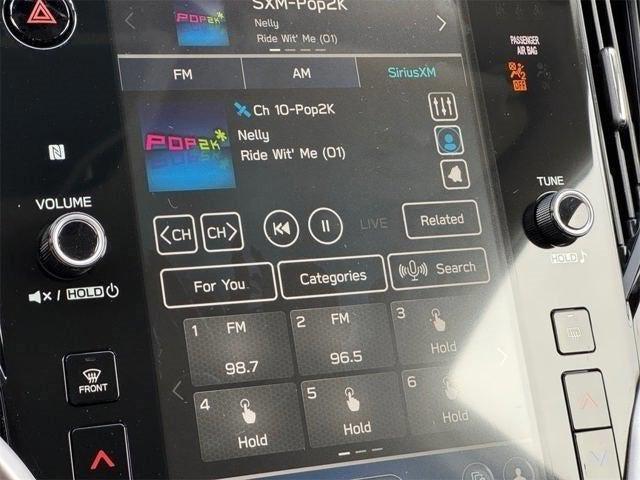 SXM-Pop2K
Nelly
Ride Wit' Me (01)
POP2K
PASSENGER
AIR BAG
FM
AM
SiriusXM
Ch 10-Pop2K
Nelly
Ride Wit' Me (01)
POP2K
N
VOLUME
TUNE
<CH
CH>
LIVE
Related
HOLD
HOLD
For You
Categories
Search
1 FM
98.7
2 FM
96.5
3
Hold
FRONT
4
Hold
5
Hold
6
Hold